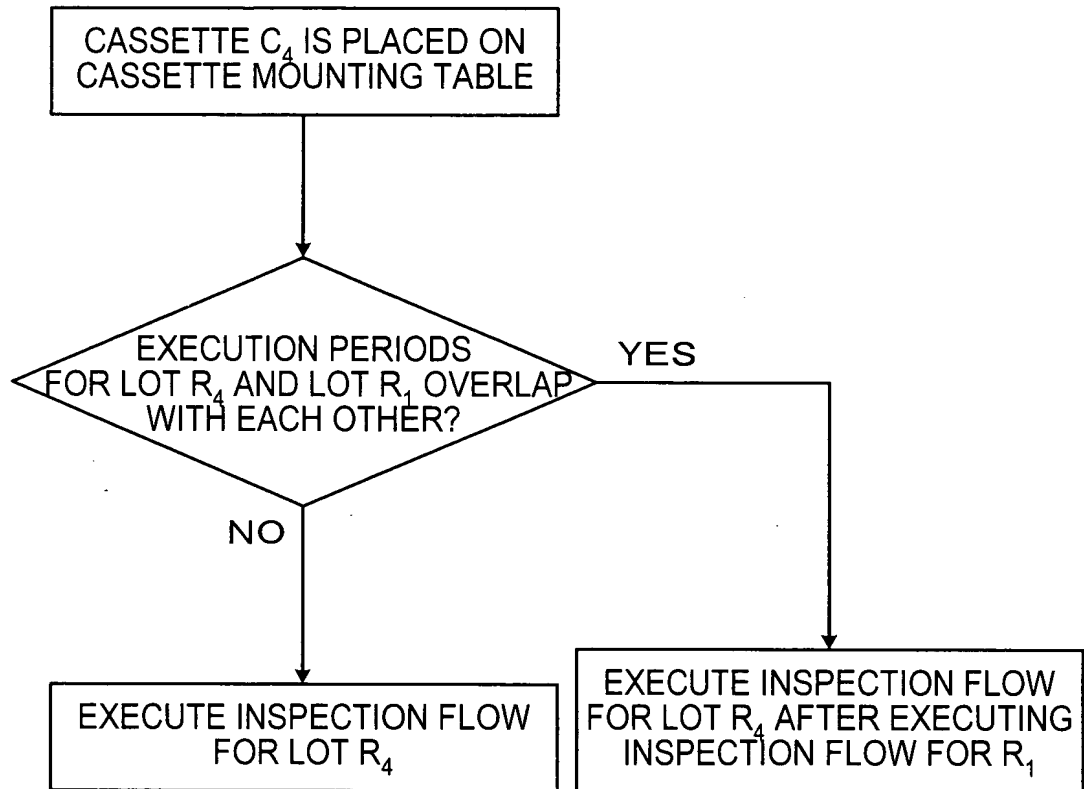 CASSETTE C₄ IS PLACED ON
CASSETTE MOUNTING TABLE
EXECUTION PERIODS
FOR LOT R₄ AND LOT R₁ OVERLAP
WITH EACH OTHER?
YES
NO
EXECUTE INSPECTION FLOW
FOR LOT R₄
EXECUTE INSPECTION FLOW
FOR LOT R₄ AFTER EXECUTING
INSPECTION FLOW FOR R₁